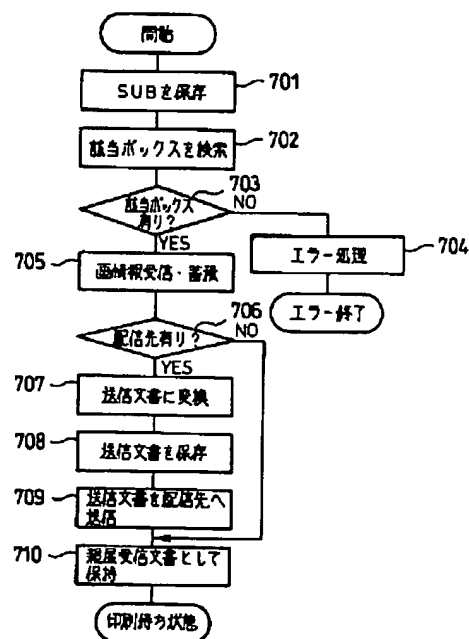 開始
SUBを保存
701
該当ボックスを検索
702
該当ボックス
有り?
703
NO
YES
エラー処理
704
エラー終了
705
画情報受信・蓄積
706
配信先有り?
NO
YES
707
送信文書に変換
708
送信文書を保存
709
送信文書を配信先へ
送信
710
親展受信文書として
保持
印刷待ち状態